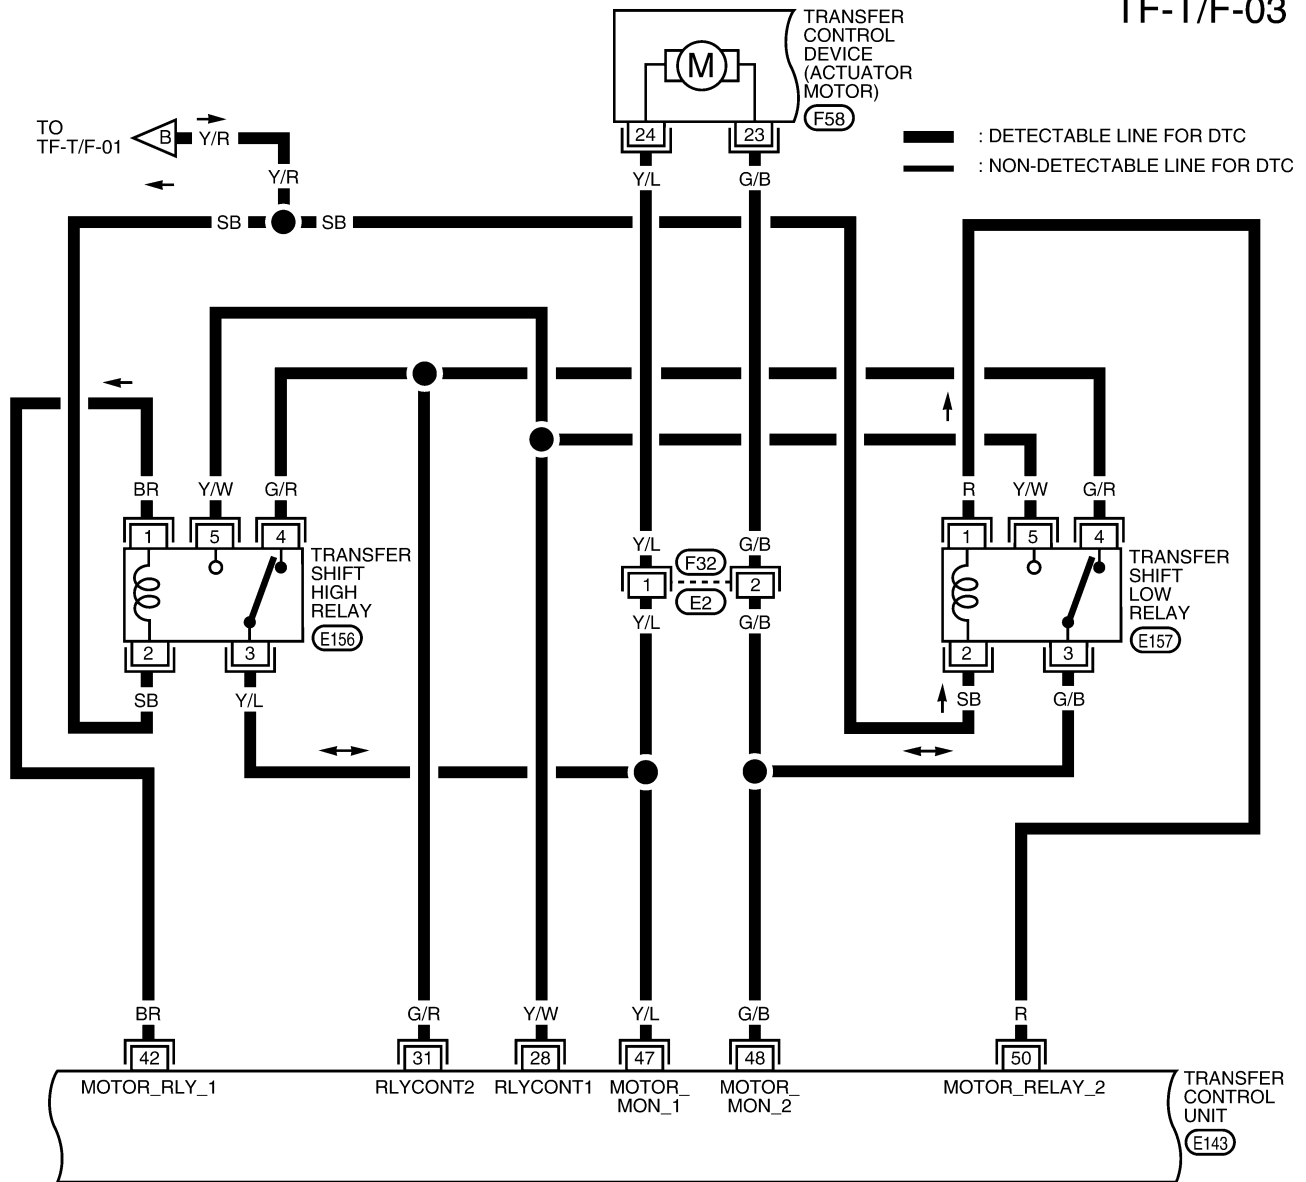 TF-T/F-03
TRANSFER
CONTROL
DEVICE
(ACTUATOR
MOTOR)
F58
M
24
23
TO
TF-T/F-01
B
Y/R
: DETECTABLE LINE FOR DTC
: NON-DETECTABLE LINE FOR DTC
Y/R
Y/L
G/B
SB
SB
BR
Y/W
G/R
R
Y/W
G/R
1
5
4
1
5
4
TRANSFER
SHIFT
HIGH
RELAY
E156
Y/L
G/B
F32
1
2
E2
Y/L
G/B
TRANSFER
SHIFT
LOW
RELAY
E157
2
3
2
3
SB
Y/L
SB
G/B
BR
G/R
Y/W
Y/L
G/B
R
42
31
28
47
48
50
MOTOR_RLY_1
RLYCONT2
RLYCONT1
MOTOR_
MON_1
MOTOR_
MON_2
MOTOR_RELAY_2
TRANSFER
CONTROL
UNIT
E143